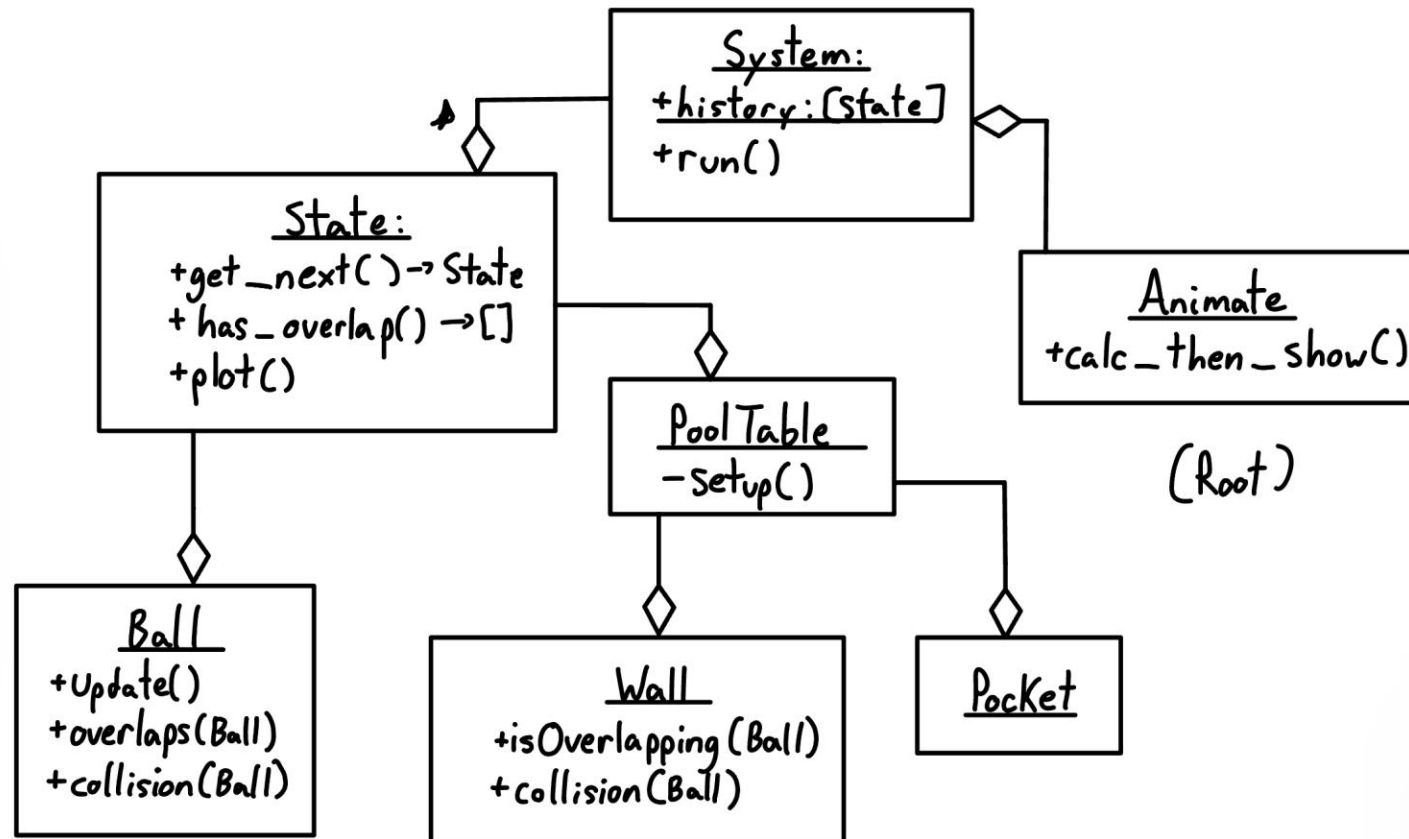 System:
+history:[state]
+run()
State:
+get_next()→State
+has_overlap()→[]
+plot()
Animate
+calc_then_show()
(Root)
PoolTable
-setup()
Ball
+update()
+overlaps(Ball)
+collision(Ball)
Wall
+isOverlapping(Ball)
+collision(Ball)
Pocket